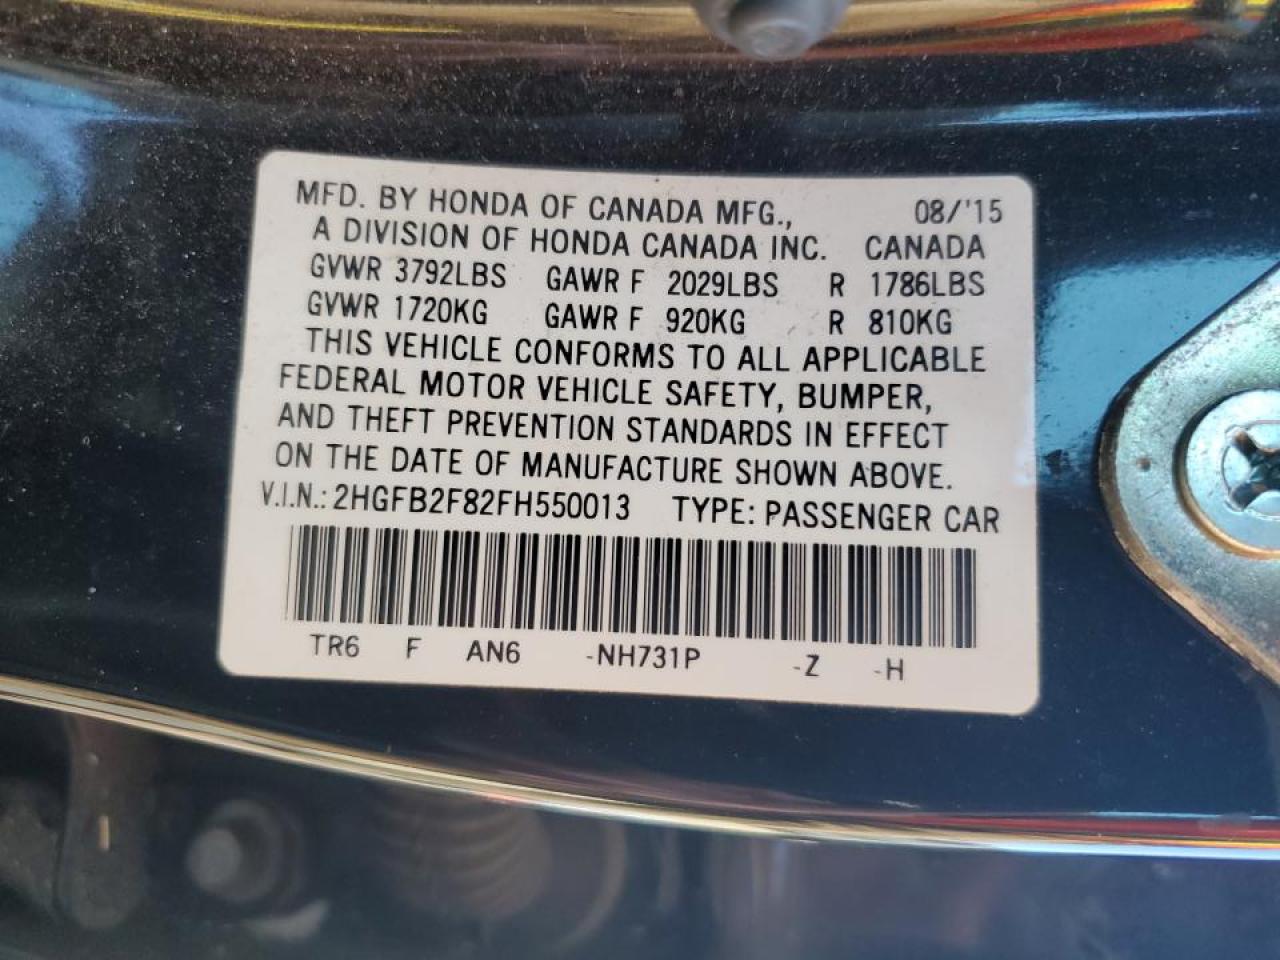 MFD. BY HONDA OF CANADA MFG., 08/'15
A DIVISION OF HONDA CANADA INC. CANADA
GVWR 3792LBS GAWR F 2029LBS R 1786LBS
GVWR 1720KG GAWR F 920KG R 810KG
THIS VEHICLE CONFORMS TO ALL APPLICABLE
FEDERAL MOTOR VEHICLE SAFETY, BUMPER,
AND THEFT PREVENTION STANDARDS IN EFFECT
ON THE DATE OF MANUFACTURE SHOWN ABOVE.
V.I.N.: 2HGFB2F82FH550013 TYPE: PASSENGER CAR
TR6 F AN6 -NH731P -Z -H